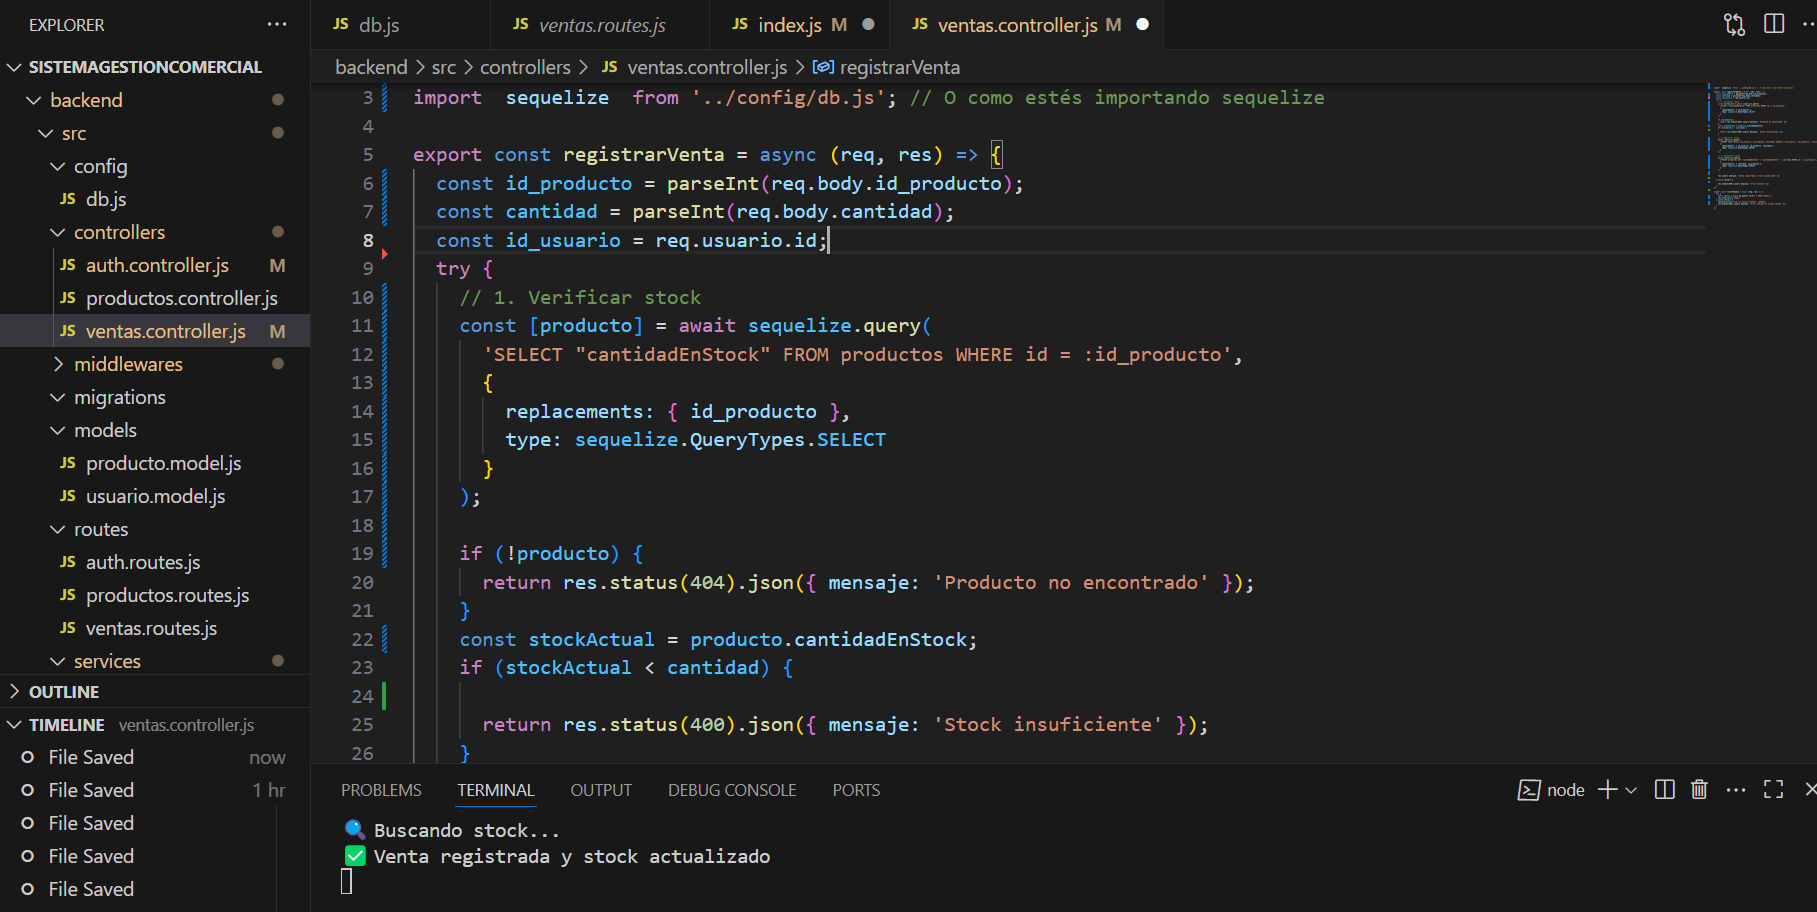 EXPLORER
SISTEMAGESTIONCOMERCIAL
backend
src
config
JS db.js
controllers
JS auth.controller.js M
JS productos.controller.js
JS ventas.controller.js M
middlewares
migrations
models
JS producto.model.js
JS usuario.model.js
routes
JS auth.routes.js
JS productos.routes.js
JS ventas.routes.js
services
OUTLINE
TIMELINE ventas.controller.js
File Saved now
File Saved 1 hr
File Saved
File Saved
File Saved
JS db.js
JS ventas.routes.js
JS index.js M
JS ventas.controller.js M
backend > src > controllers > JS ventas.controller.js > registrarVenta
3 import sequelize from '../config/db.js'; // O como estés importando sequelize
4
5 export const registrarVenta = async (req, res) => {
6 const id_producto = parseInt(req.body.id_producto);
7 const cantidad = parseInt(req.body.cantidad);
8 const id_usuario = req.usuario.id;
9 try {
10 // 1. Verificar stock
11 const [producto] = await sequelize.query(
12 'SELECT "cantidadEnStock" FROM productos WHERE id = :id_producto',
13 {
14 replacements: { id_producto },
15 type: sequelize.QueryTypes.SELECT
16 }
17 );
18
19 if (!producto) {
20 return res.status(404).json({ mensaje: 'Producto no encontrado' });
21 }
22 const stockActual = producto.cantidadEnStock;
23 if (stockActual < cantidad) {
24
25 return res.status(400).json({ mensaje: 'Stock insuficiente' });
26 }
PROBLEMS TERMINAL OUTPUT DEBUG CONSOLE PORTS
node
🔍 Buscando stock...
✅ Venta registrada y stock actualizado